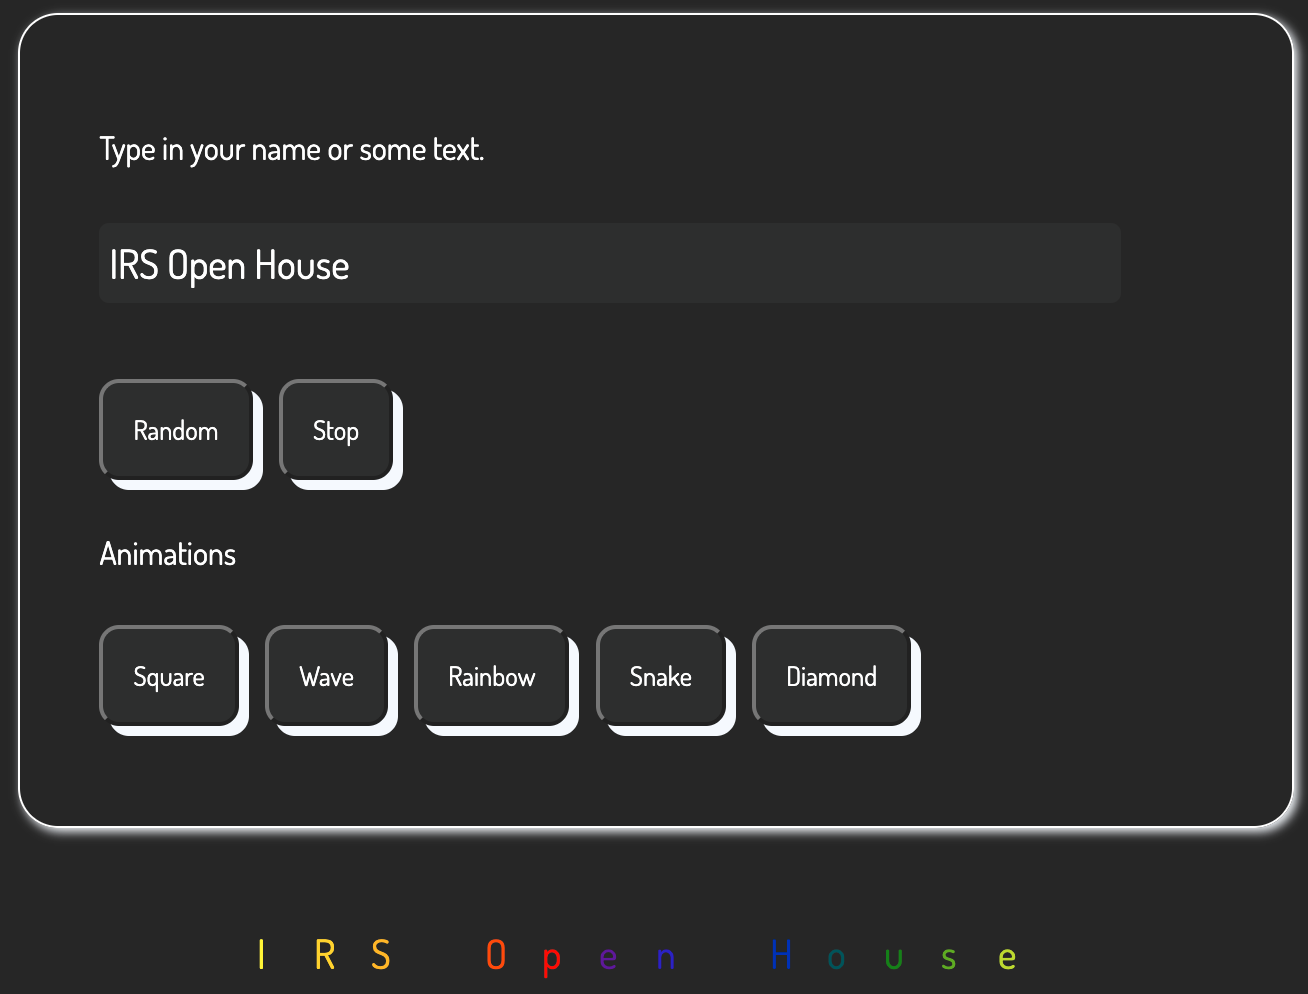 Type in your name or some text.
IRS Open House
Random Stop
Animations
Square Wave Rainbow Snake Diamond
I R S O p e n H o u s e